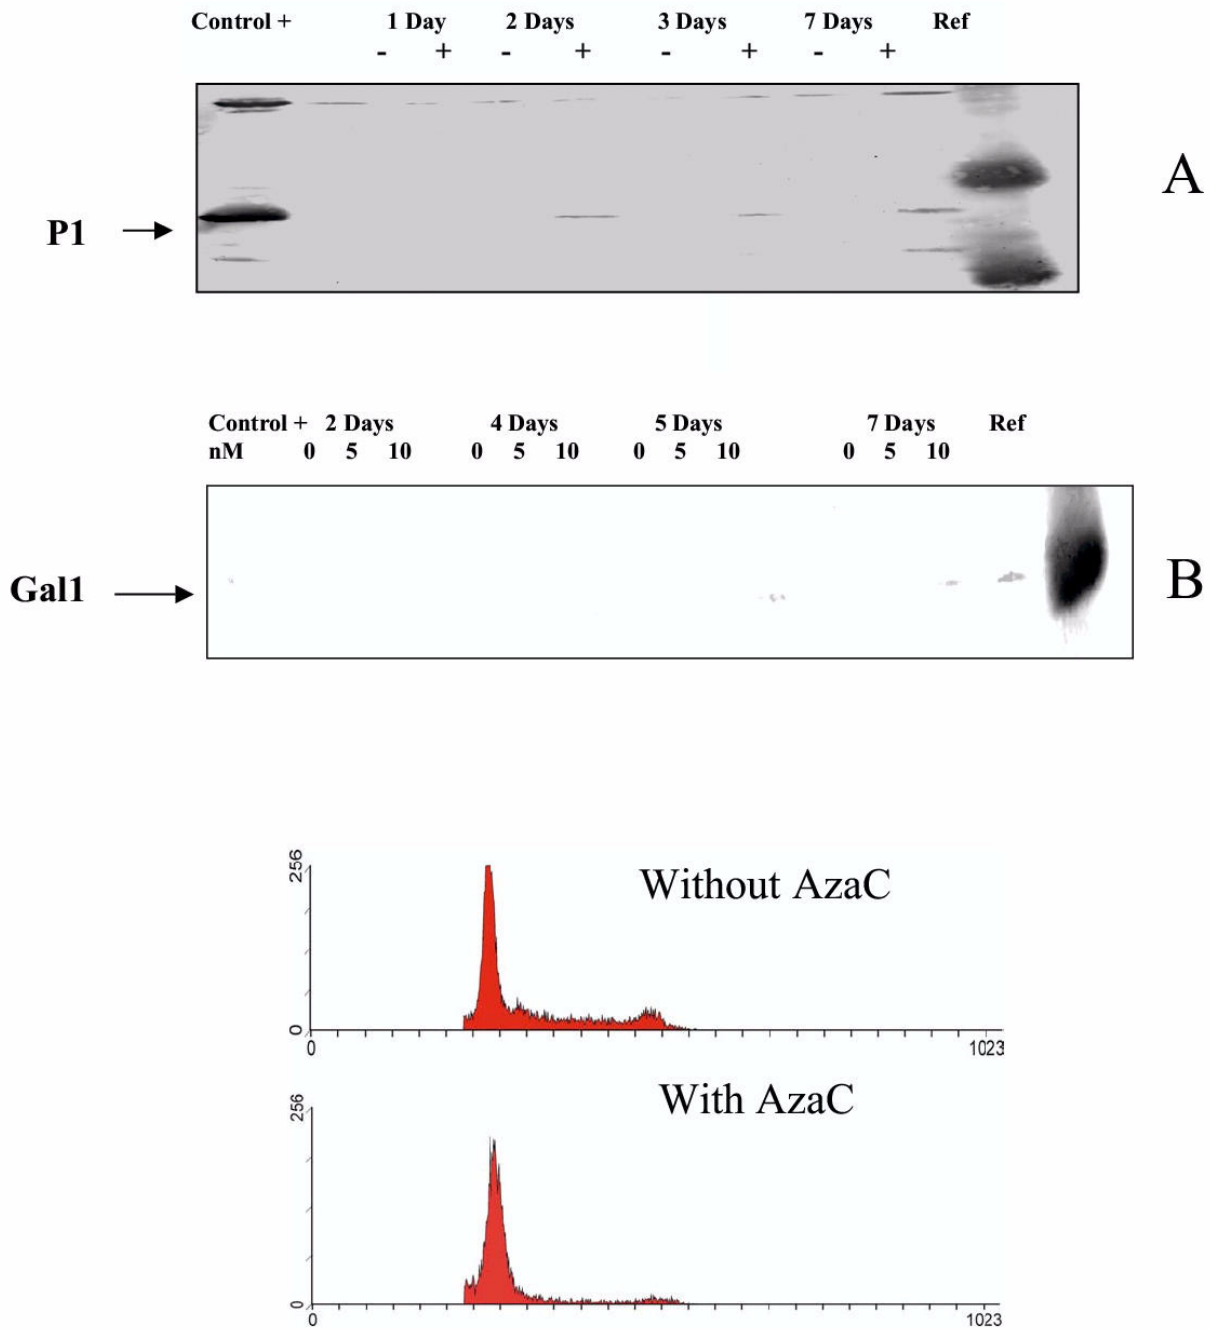 Control + 1 Day 2 Days 3 Days 7 Days Ref
- + - + - + - +
A
P1
Control + 2 Days 4 Days 5 Days 7 Days Ref
nM 0 5 10 0 5 10 0 5 10 0 5 10
B
Gal1
256
Without AzaC
0
0 1023
With AzaC
256
0
0 1023